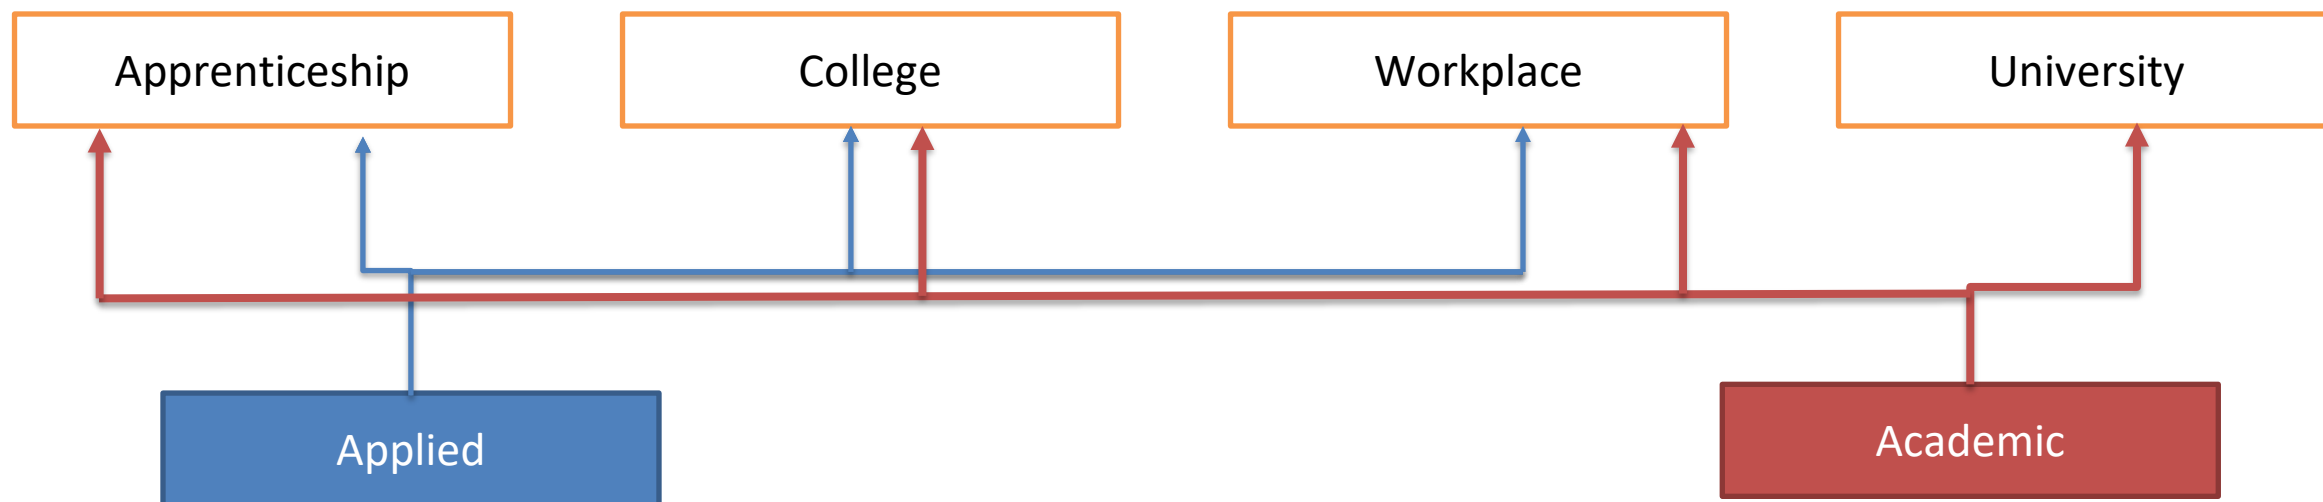 Apprenticeship
College
Workplace
University
Applied
Academic